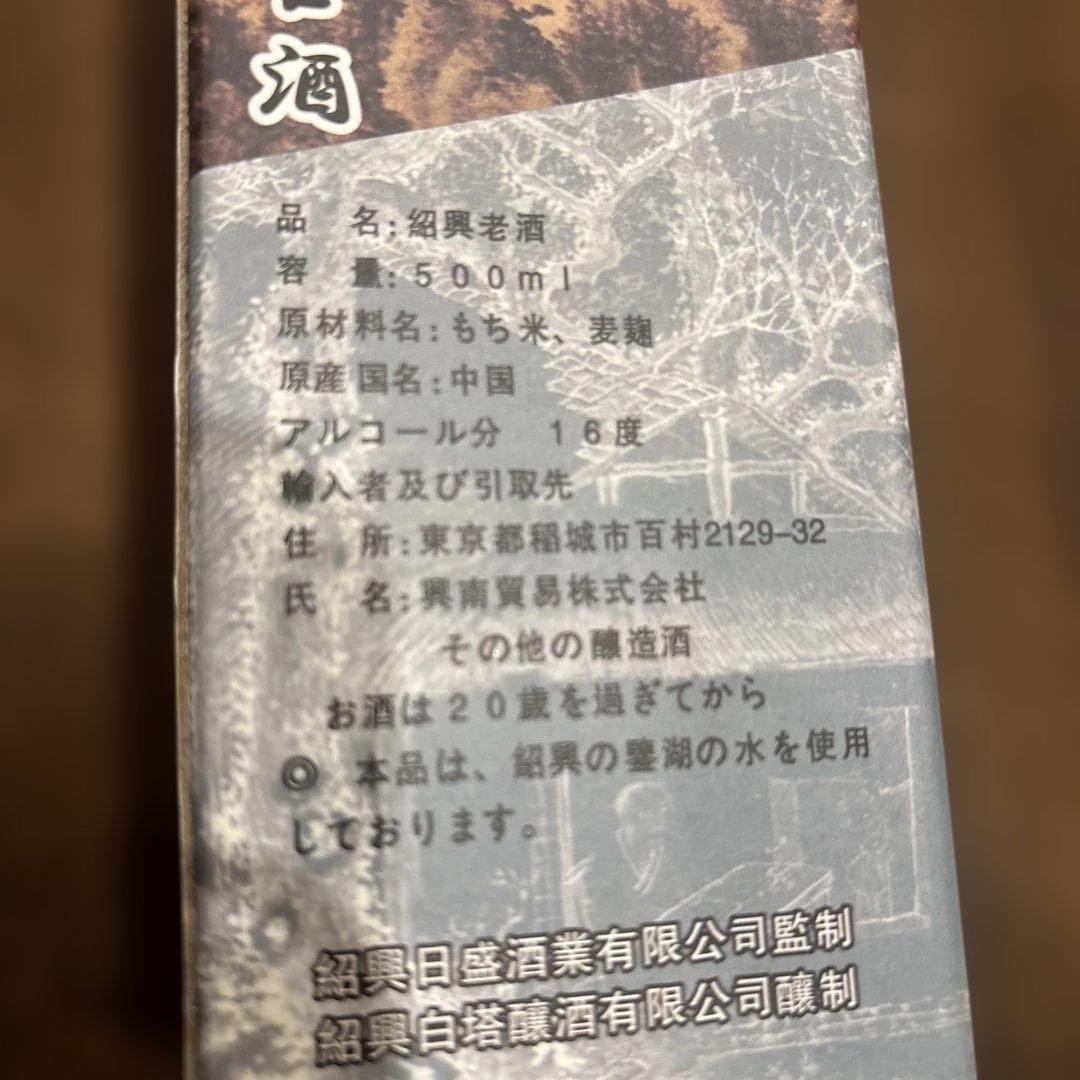 酒
品　名:紹興老酒
容　量:５００ｍｌ
原材料名:もち米、麦麹
原産国名:中国
アルコール分　１６度
輸入者及び引取先
住　所:東京都稲城市百村2129-32
氏　名:興南貿易株式会社
その他の醸造酒
お酒は２０歳を過ぎてから
◎　本品は、紹興の鑒湖の水を使用
しております。
紹興日盛酒業有限公司監制
紹興白塔釀酒有限公司釀制